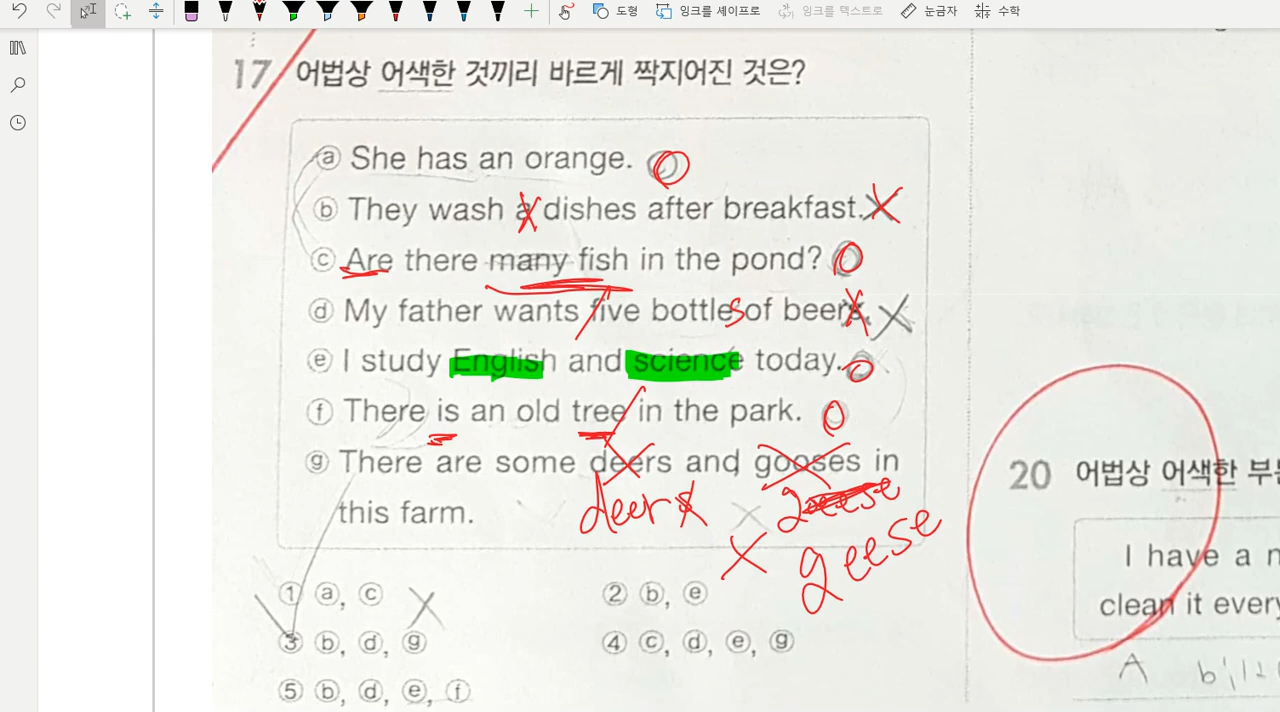 도형
잉크를 셰이프로
잉크를 텍스트로
눈금자
수학
17 어법상 어색한 것끼리 바르게 짝지어진 것은?
ⓐ She has an orange. O
ⓑ They wash a dishes after breakfast. X
ⓒ Are there many fish in the pond? O
ⓓ My father wants five bottle s of beers. X
ⓔ I study English and science today. O
ⓕ There is an old tree in the park. O
ⓖ There are some deers and gooses in
this farm.
deers
geese
X geese
① ⓐ, ⓒ X
② ⓑ, ⓔ
③ ⓑ, ⓓ, ⓖ
④ ⓒ, ⓓ, ⓔ, ⓖ
⑤ ⓑ, ⓓ, ⓔ, ⓕ
20 어법상 어색한
I have a n
clean it every
A